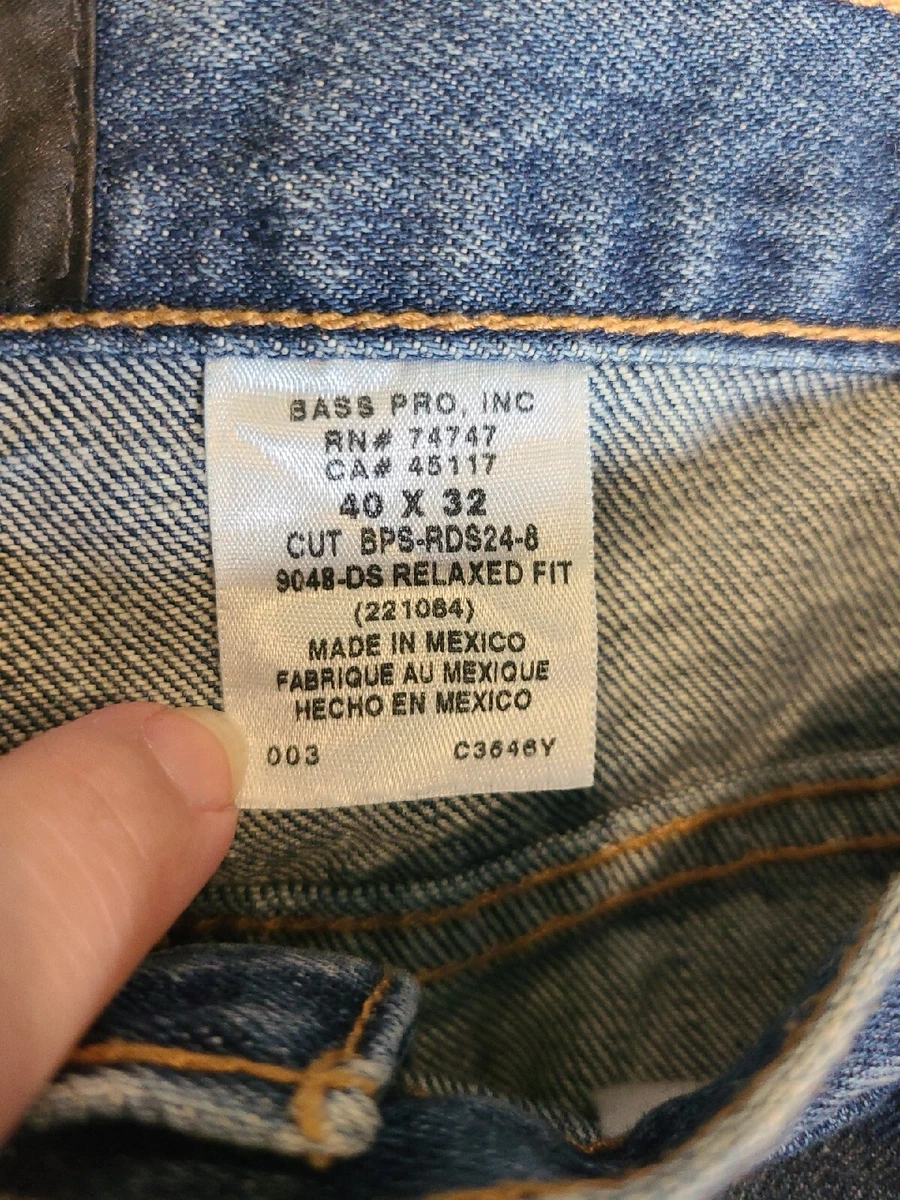 BASS PRO, INC
RN# 74747
CA# 45117
40 X 32
CUT BPS-RDS24-8
9048-DS RELAXED FIT
(221084)
MADE IN MEXICO
FABRIQUE AU MEXIQUE
HECHO EN MEXICO
003 C3646Y